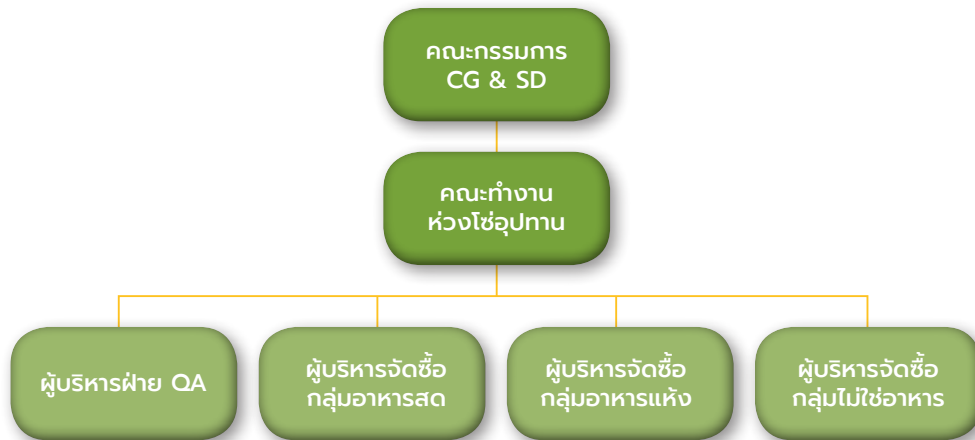 คณะกรรมการ
CG & SD
คณะทำงาน
ห่วงโซ่อุปทาน
ผู้บริหารฝ่าย QA
ผู้บริหารจัดซื้อ
กลุ่มอาหารสด
ผู้บริหารจัดซื้อ
กลุ่มอาหารแห้ง
ผู้บริหารจัดซื้อ
กลุ่มไม่ใช่อาหาร